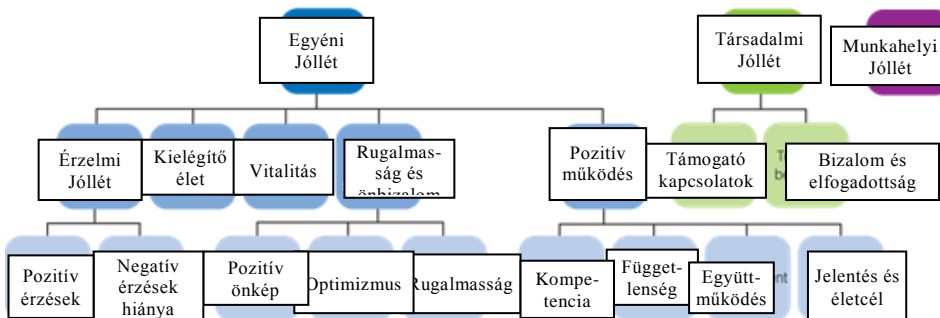 Egyéni
Jóllét
Társadalmi
Jóllét
Munkahelyi
Jóllét
Érzelmi
Jóllét
Kielégítő
élet
Vitalitás
Rugalmas-
ság és
önbizalom
Pozitív
működés
Támogató
kapcsolatok
Bizalom és
elfogadottság
Pozitív
érzések
Negatív
érzések
hiánya
Pozitív
önkép
Optimizmus
Rugalmasság
Kompe-
tencia
Függet-
lenség
Együtt-
működés
Jelentés és
életcél